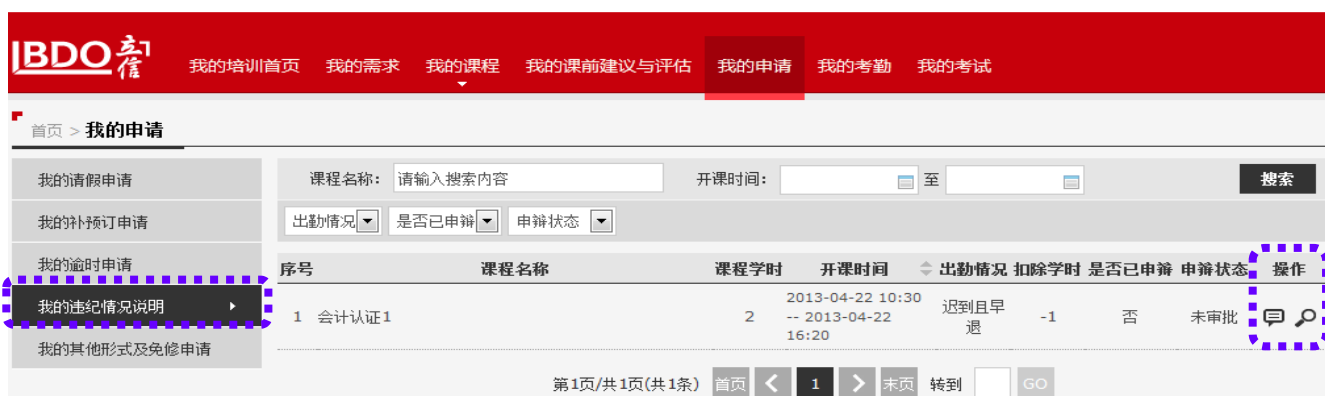 IBDO 立信
我的培训首页 我的需求 我的课程 我的课前建议与评估 我的申请 我的考勤 我的考试
首页 > 我的申请
我的请假申请
我的补预订申请
我的逾时申请
我的违纪情况说明
我的其他形式及免修申请
课程名称: 请输入搜索内容 开课时间: 至 搜索
出勤情况 是否已申辩 申辩状态
序号 课程名称 课程学时 开课时间 出勤情况 扣除学时 是否已申辩 申辩状态 操作
1 会计认证1 2 2013-04-22 10:30 -- 2013-04-22 16:20 迟到且早退 -1 否 未审批
第1页/共1页(共1条) 首页 1 末页 转到 GO